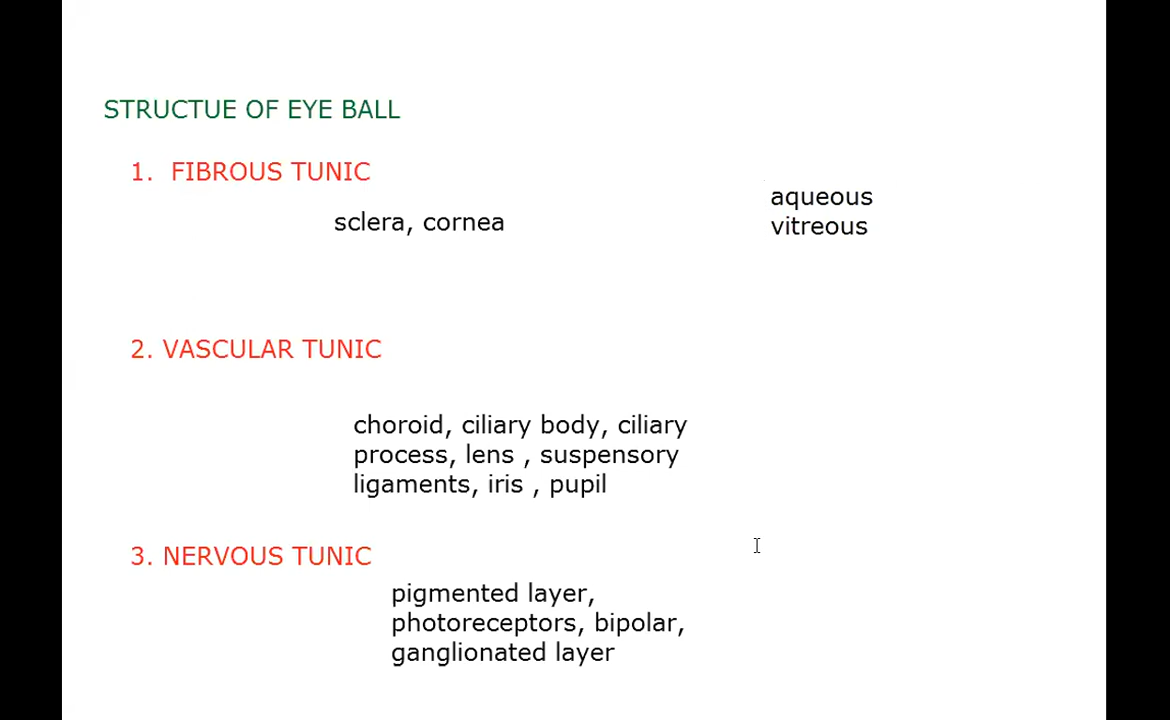 STRUCTUE OF EYE BALL
1. FIBROUS TUNIC
sclera, cornea
aqueous
vitreous
2. VASCULAR TUNIC
choroid, ciliary body, ciliary
process, lens , suspensory
ligaments, iris , pupil
3. NERVOUS TUNIC
pigmented layer,
photoreceptors, bipolar,
ganglionated layer